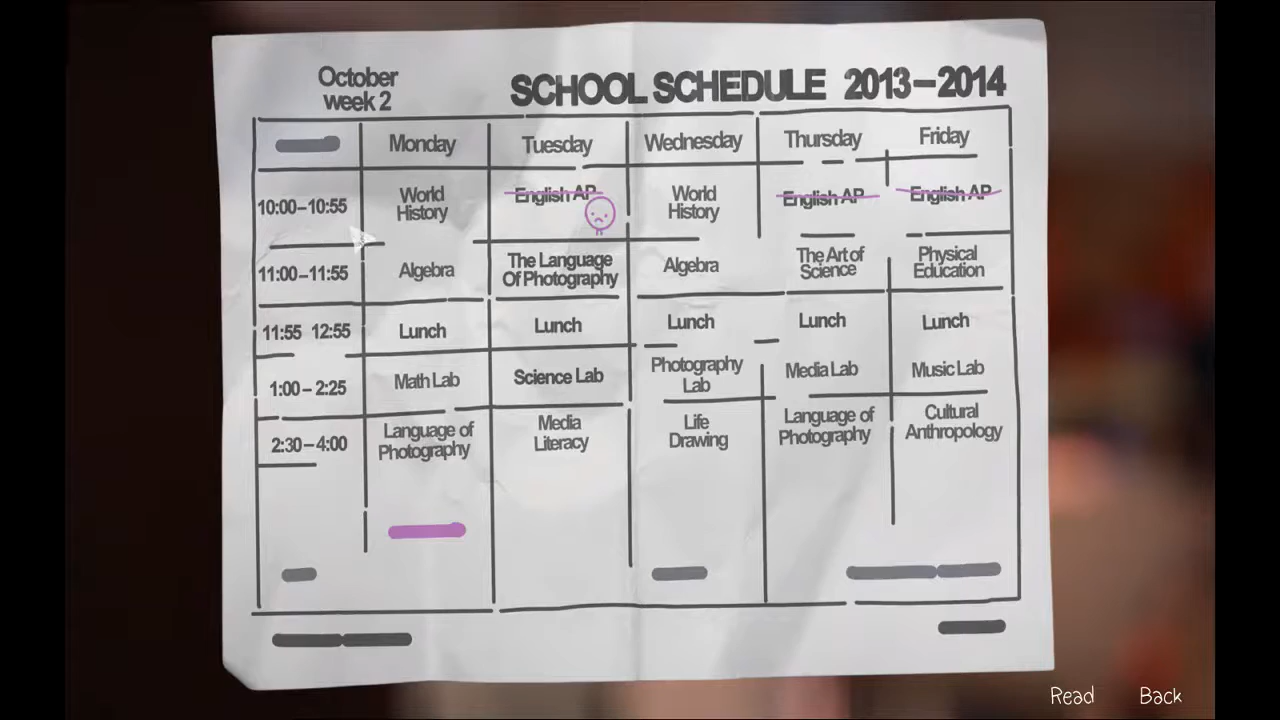 October
week 2
SCHOOL SCHEDULE 2013-2014
Monday Tuesday Wednesday Thursday Friday
10:00-10:55 World History English AP World History English AP English AP
11:00-11:55 Algebra The Language Of Photography Algebra The Art of Science Physical Education
11:55 12:55 Lunch Lunch Lunch Lunch Lunch
1:00-2:25 Math Lab Science Lab Photography Lab Media Lab Music Lab
2:30-4:00 Language of Photography Media Literacy Life Drawing Language of Photography Cultural Anthropology
Read Back